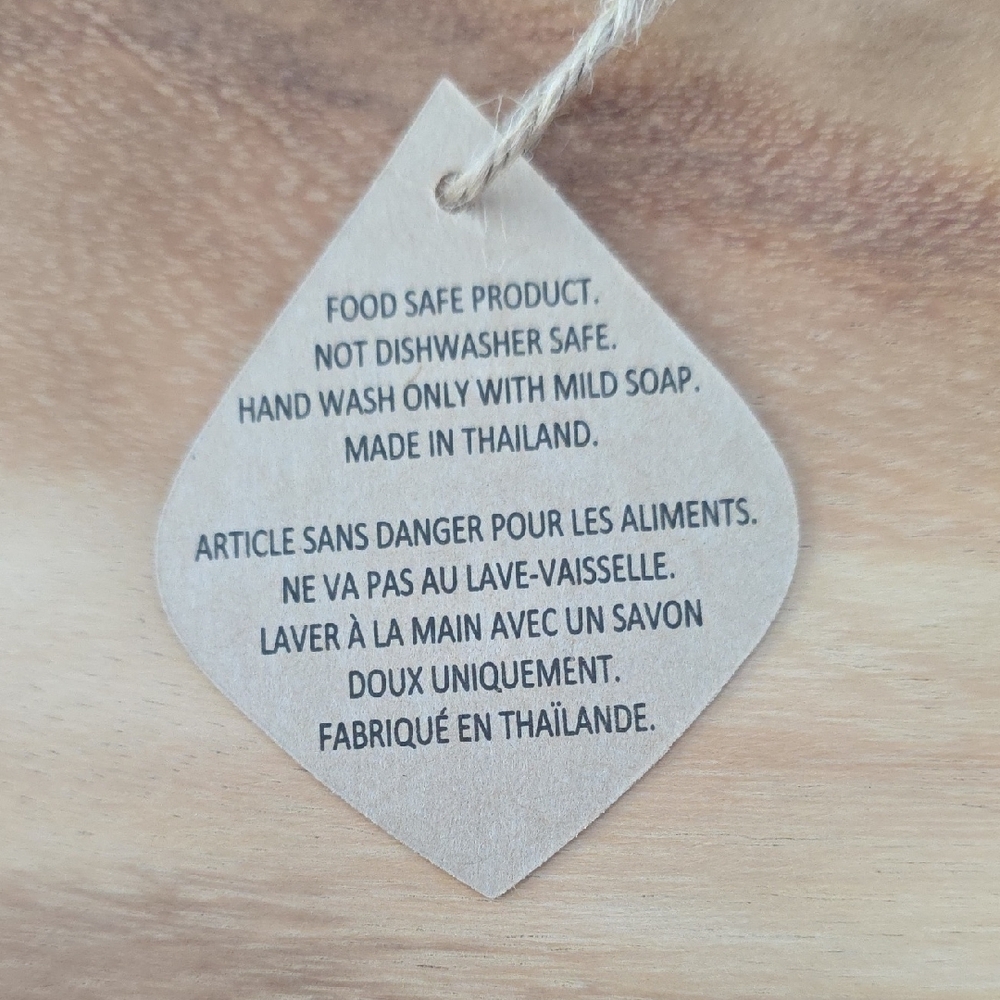 FOOD SAFE PRODUCT.
NOT DISHWASHER SAFE.
HAND WASH ONLY WITH MILD SOAP.
MADE IN THAILAND.
ARTICLE SANS DANGER POUR LES ALIMENTS.
NE VA PAS AU LAVE-VAISSELLE.
LAVER À LA MAIN AVEC UN SAVON
DOUX UNIQUEMENT.
FABRIQUÉ EN THAÏLANDE.